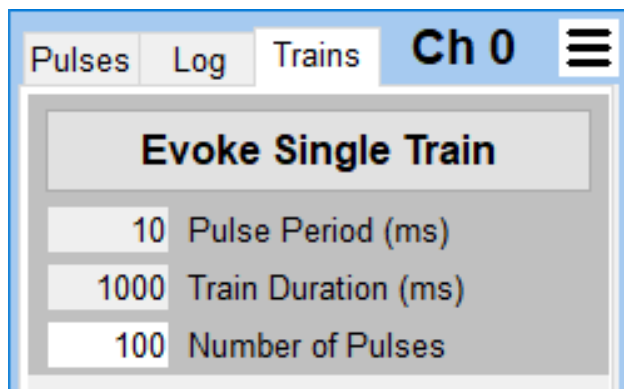 Pulses Log Trains Ch 0
Evoke Single Train
10 Pulse Period (ms)
1000 Train Duration (ms)
100 Number of Pulses